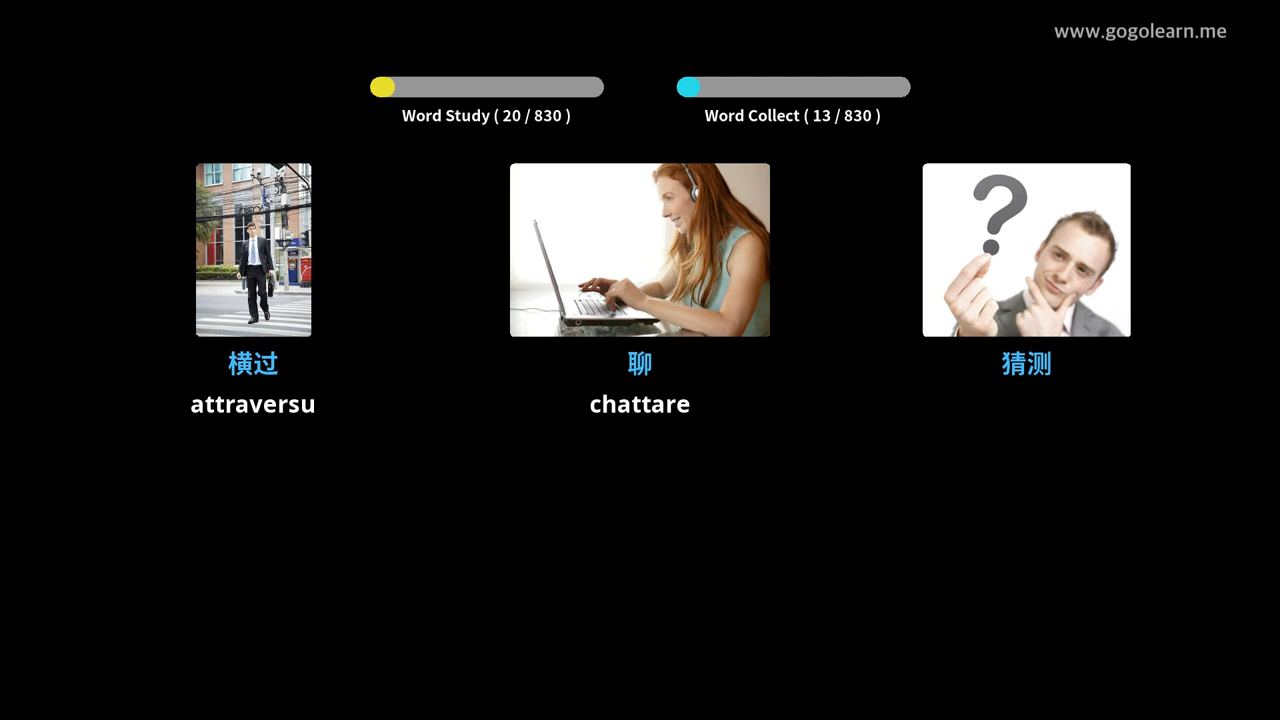 www.gogolearn.me
Word Study ( 20 / 830 )
Word Collect ( 13 / 830 )
横过
聊
猜测
attraversu
chattare